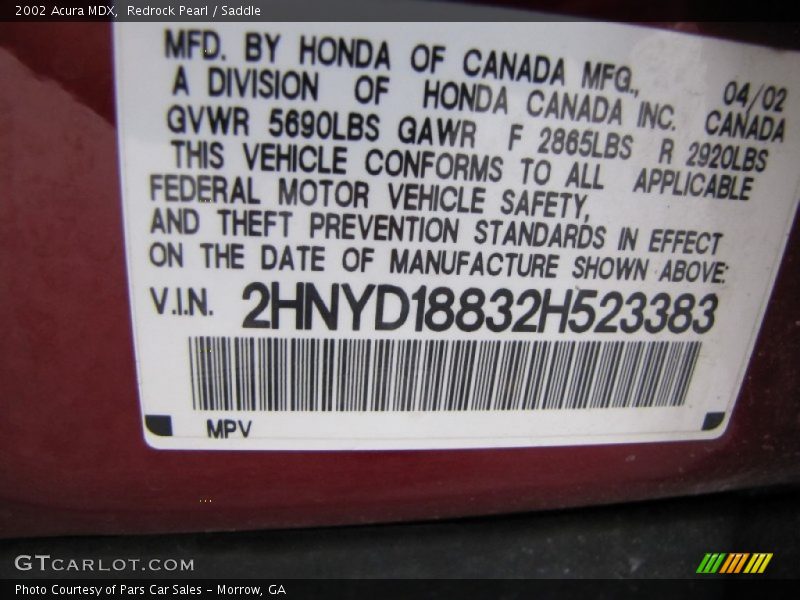 2002 Acura MDX, Redrock Pearl / Saddle
MFD. BY HONDA OF CANADA MFG., 04/02
A DIVISION OF HONDA CANADA INC. CANADA
GVWR 5690LBS GAWR F 2865LBS R 2920LBS
THIS VEHICLE CONFORMS TO ALL APPLICABLE
FEDERAL MOTOR VEHICLE SAFETY,
AND THEFT PREVENTION STANDARDS IN EFFECT
ON THE DATE OF MANUFACTURE SHOWN ABOVE:
V.I.N. 2HNYD18832H523383
MPV
GTCARLOT.COM
Photo Courtesy of Pars Car Sales - Morrow, GA